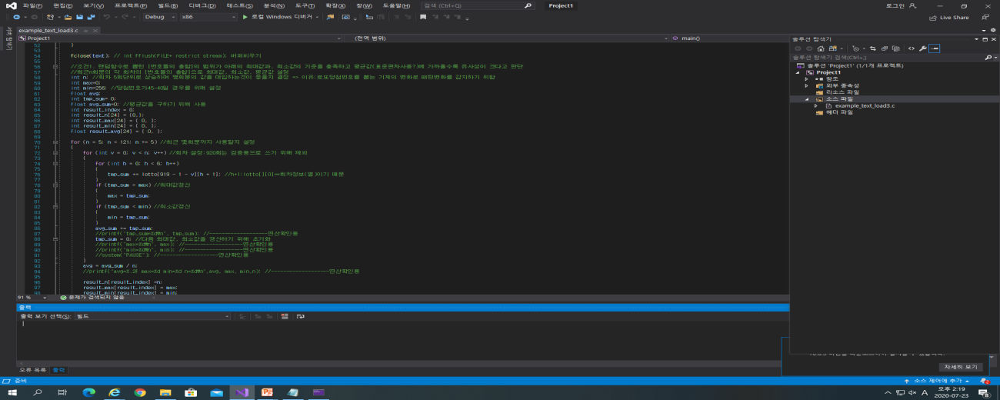 파일(F) 편집(E) 보기(V) 프로젝트(P) 빌드(B) 디버그(D) 테스트(S) 분석(N) 도구(T) 확장(X) 창(W) 도움말(H) 검색 (Ctrl+Q) Project1 로그인
Debug x86 로컬 Windows 디버거 Live Share
example_text_load3.c
Project1 (전역 범위) main()
52 }
53
54 fclose(text); // int fflush(FILE* restrict stream); 버퍼비우기
55
56 //조건1. 랜덤함수로 뽑힌 [번호들의 총합]의 범위가 아래의 최대값과, 최소값의 기준을 충족하고 평균값(표준편차사용?)에 가까울수록 유사성이 크다고 판단
57 //최근n회분의 각 회차의 [번호들의 총합]으로 최대값, 최소값, 평균값 설정
58 int n; //회차 5회단위로 상승하며 몇회분의 값을 대입하는것이 좋을지 결정 => 이유:로또당첨번호를 뽑는 기계의 변화로 패턴변화를 감지하기 위함
59 int max=0;
60 int min=256; //당첨번호가45~40일 경우를 위해 설정
61 float avg;
62 int tmp_sum= 0;
63 float avg_sum=0; //평균값을 구하기 위해 사용
64 int result_index = 0;
65 int result_n[24] = {0,};
66 int result_max[24] = { 0, };
67 int result_min[24] = { 0, };
68 float result_avg[24] = { 0, };
69
70 for (n = 5; n < 121; n += 5) //최근 몇회분까지 사용할지 설정
71 {
72 for (int v = 0; v < n; v++) //회차 설정:920회는 검증용으로 쓰기 위해 제외
73 {
74 for (int h = 0; h < 6; h++)
75 {
76 tmp_sum += lotto[919 - 1 - v][h + 1]; //h+1:lotto[][0]==회차정보(열)이기 때문
77 }
78 if (tmp_sum > max) //최대값갱신
79 {
80 max = tmp_sum;
81 }
82 if (tmp_sum < min) //최소값갱신
83 {
84 min = tmp_sum;
85 }
86 avg_sum += tmp_sum;
87 //printf("tmp_sum=%d\n", tmp_sum); //-------------------연산확인용
88 tmp_sum = 0; //다음 최대값, 최소값을 갱신하기 위해 초기화
89 //printf("max=%d\n", max); //-------------------연산확인용
90 //printf("min=%d\n", min); //-------------------연산확인용
91 //system("PAUSE"); //-------------------연산확인용
92 }
93 avg = avg_sum / n;
94 //printf("avg=%.2f max=%d min=%d n=%d\n",avg, max, min,n); //-------------------연산확인용
95
96 result_n[result_index] =n;
97 result_max[result_index] = max;
98 result_min[result_index] = min;
91 % 문제가 검색되지 않음
출력
출력 보기 선택(S): 빌드
오류 목록 출력
솔루션 탐색기
솔루션 탐색기 검색(Ctrl+;)
솔루션 'Project1' (1/1개 프로젝트)
Project1
참조
외부 종속성
리소스 파일
소스 파일
example_text_load3.c
헤더 파일
자세히 보기
준비 소스 제어에 추가 2
A 오후 2:19
2020-07-23